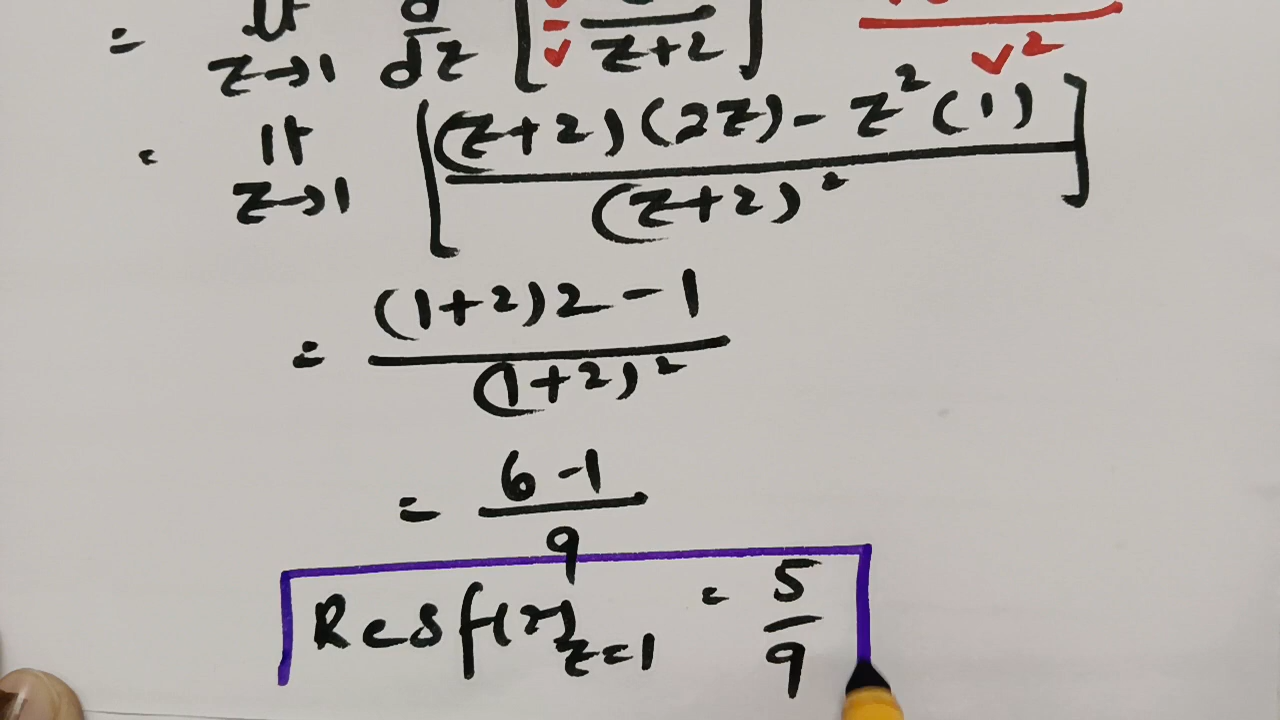 = lt z→1 d/dz [ /z+2] v²
= lt z→1 [(z+2)(2z) - z²(1) / (z+2)²]
= (1+2)2 - 1 / (1+2)²
= 6-1 / 9
Res f(z) z=1 = 5/9